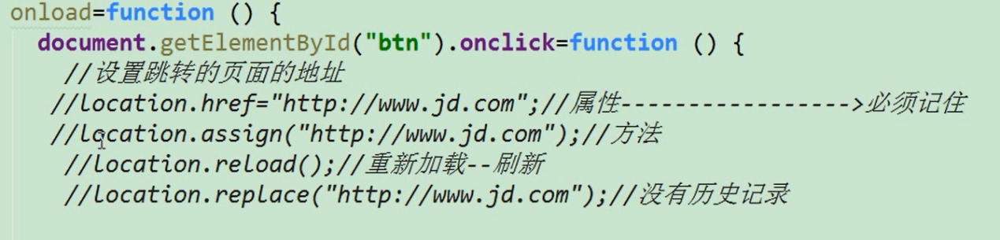 onload=function () {
document.getElementById("btn").onclick=function () {
//设置跳转的页面的地址
//location.href="http://www.jd.com";//属性----------------->必须记住
//location.assign("http://www.jd.com");//方法
//location.reload();//重新加载--刷新
//location.replace("http://www.jd.com");//没有历史记录